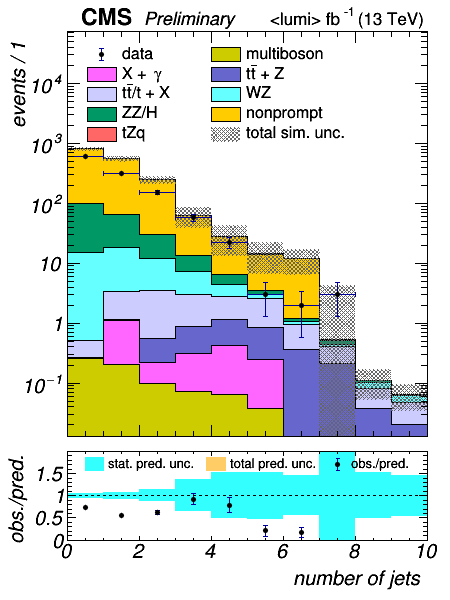 CMS Preliminary <lumi> fb⁻¹ (13 TeV)
events / 1
data
multiboson
X + γ
tt̄ + Z
tt̄/t + X
WZ
ZZ/H
nonprompt
tZq
total sim. unc.
10⁴
10³
10²
10
1
10⁻¹
stat. pred. unc. total pred. unc. obs./pred.
obs./pred.
1.5
1
0.5
0
0 2 4 6 8 10
number of jets